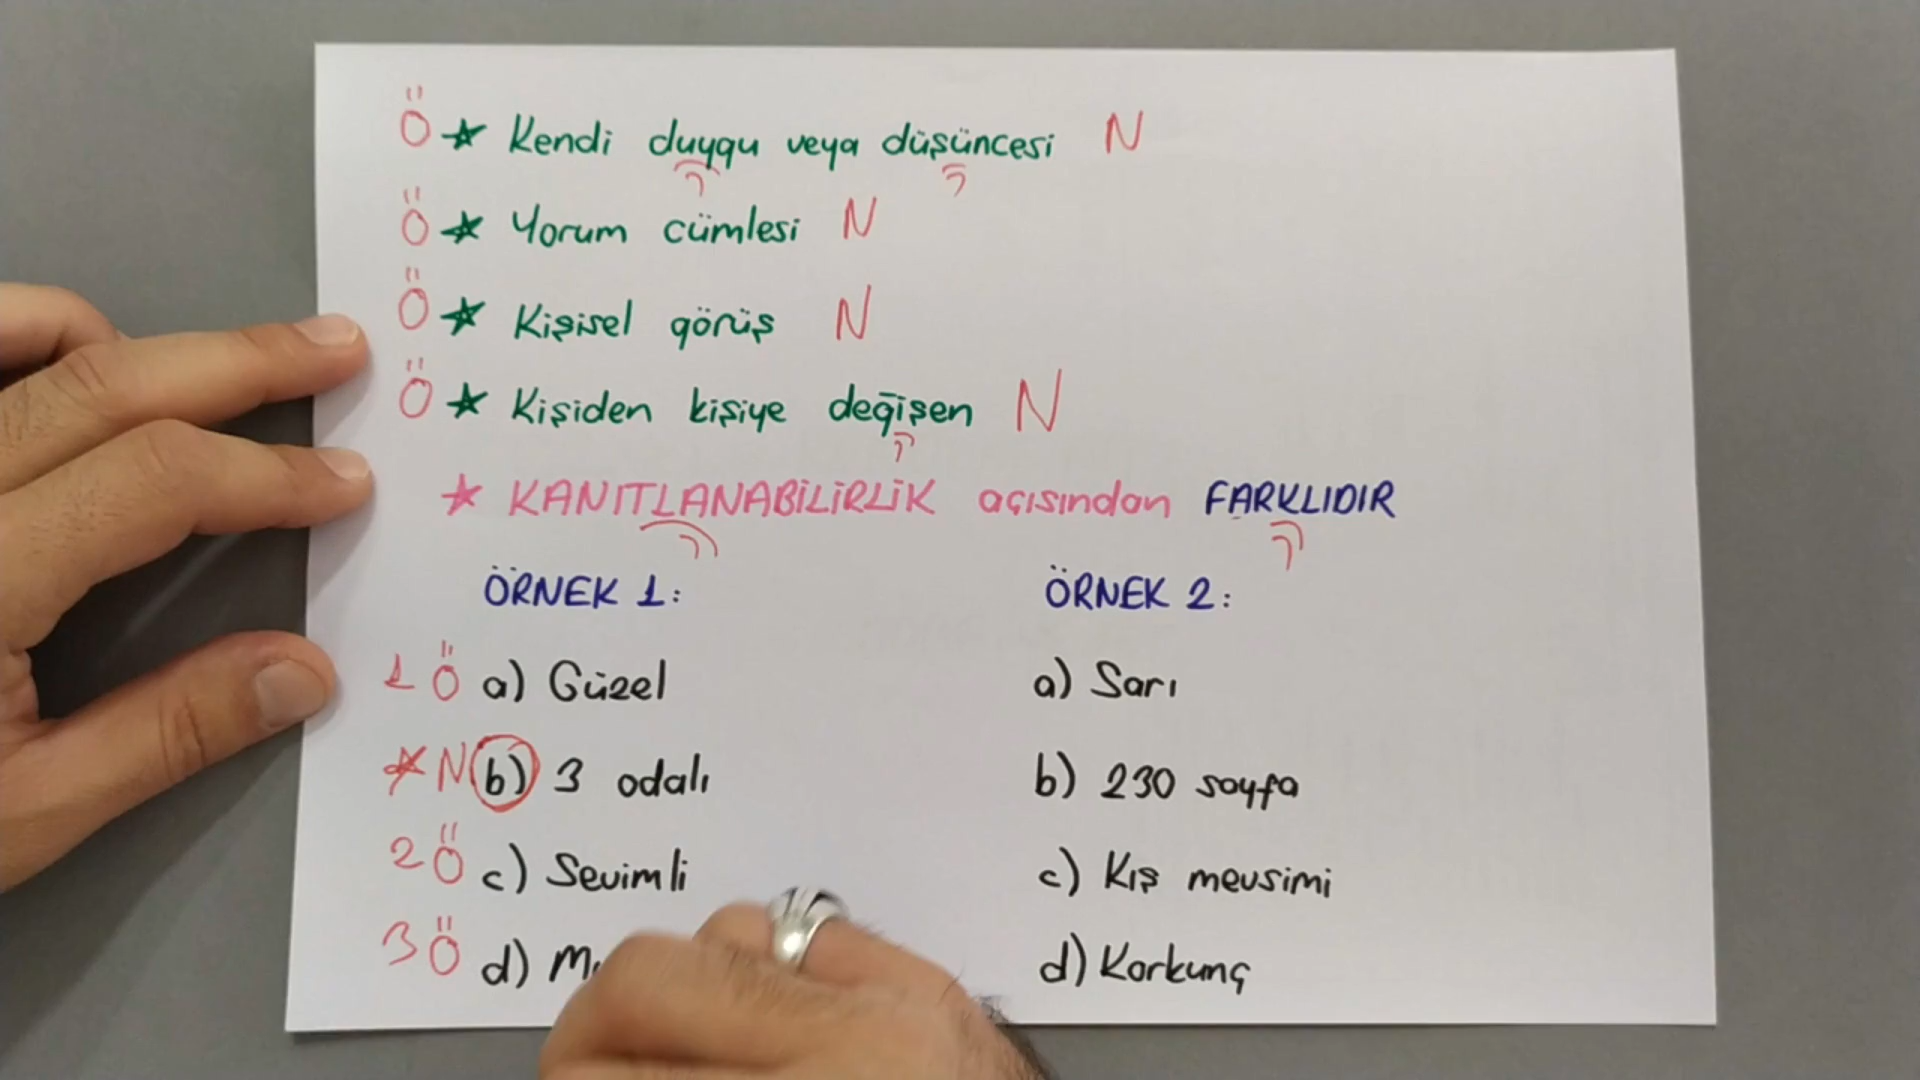 Ö ★ Kendi duygu veya düşüncesi N
Ö ★ Yorum cümlesi N
Ö ★ Kişisel görüş N
Ö ★ Kişiden kişiye değişen N
★ KANITLANABİLİRLİK açısından FARKLIDIR
ÖRNEK 1:
1 Ö a) Güzel
★ N b) 3 odalı
2 Ö c) Sevimli
3 Ö d)
ÖRNEK 2:
a) Sarı
b) 230 sayfa
c) Kış mevsimi
d) Korkunç